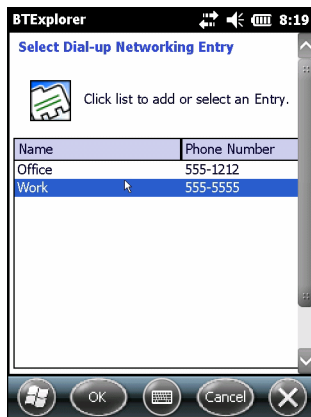 BTExplorer 8:19
Select Dial-up Networking Entry
Click list to add or select an Entry.
Name Phone Number
Office 555-1212
Work 555-5555
OK Cancel